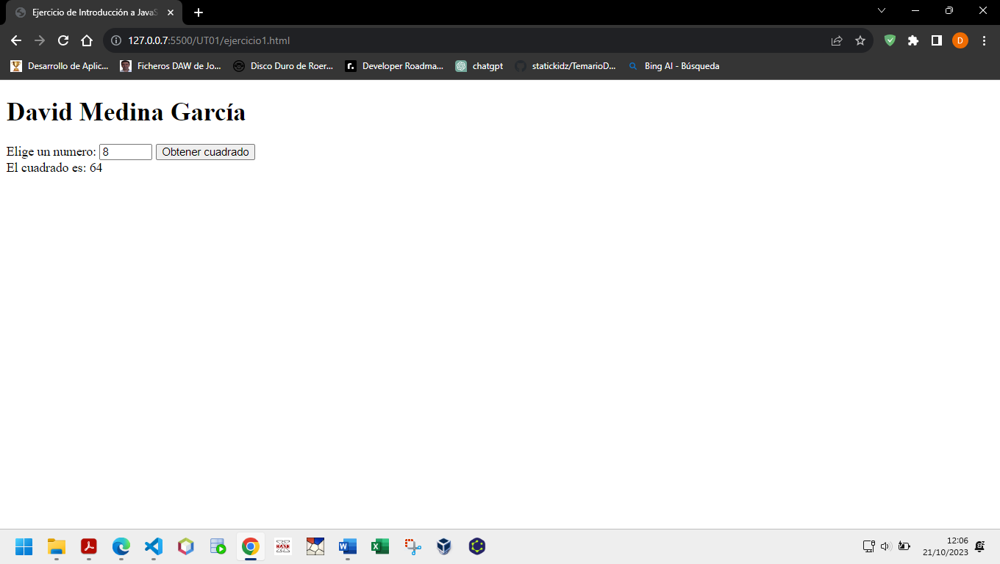 Ejercicio de Introducción a JavaS
127.0.0.7:5500/UT01/ejercicio1.html
D
Desarrollo de Aplic... Ficheros DAW de Jo... Disco Duro de Roer... Developer Roadma... chatgpt statickidz/TemarioD... Bing AI - Búsqueda
David Medina García
Elige un numero: 8 Obtener cuadrado
El cuadrado es: 64
BASE
12:06
21/10/2023